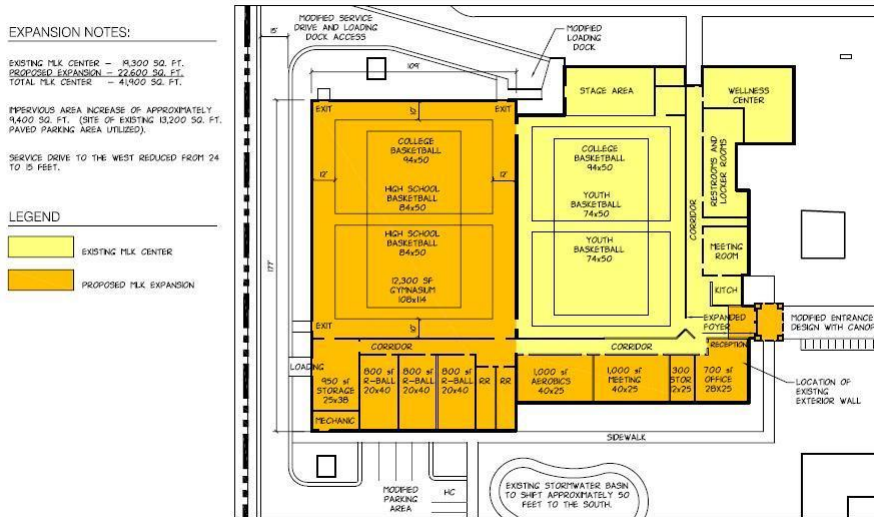 EXPANSION NOTES:
EXISTING MLK CENTER – 19,300 SQ. FT.
PROPOSED EXPANSION – 22,600 SQ. FT.
TOTAL MLK CENTER – 41,900 SQ. FT.
IMPERVIOUS AREA INCREASE OF APPROXIMATELY
9,400 SQ. FT. (SITE OF EXISTING 13,200 SQ. FT.
PAVED PARKING AREA UTILIZED).
SERVICE DRIVE TO THE WEST REDUCED FROM 24
TO 15 FEET.
LEGEND
EXISTING MLK CENTER
PROPOSED MLK EXPANSION
MODIFIED SERVICE
DRIVE AND LOADING
DOCK ACCESS
15'
109'
MODIFIED
LOADING
DOCK
EXIT
10'
EXIT
STAGE AREA
WELLNESS
CENTER
COLLEGE
BASKETBALL
94x50
12'
12'
HIGH SCHOOL
BASKETBALL
84x50
HIGH SCHOOL
BASKETBALL
84x50
12,300 SF
GYMNASIUM
108x114
10'
EXIT
177'
COLLEGE
BASKETBALL
94x50
YOUTH
BASKETBALL
74x50
YOUTH
BASKETBALL
74x50
CORRIDOR
RESTROOMS AND
LOCKER ROOMS
MEETING
ROOM
KITCH
EXPANDED
FOYER
MODIFIED ENTRANCE
DESIGN WITH CANOP
CORRIDOR
CORRIDOR
RECEPTION
LOADING
950 sf
STORAGE
25x38
MECHANIC
800 sf
R-BALL
20x40
800 sf
R-BALL
20x40
800 sf
R-BALL
20x40
RR
RR
1,000 sf
AEROBICS
40x25
1,000 sf
MEETING
40x25
300
STOR
2x25
700 sf
OFFICE
28X25
LOCATION OF
EXISTING
EXTERIOR WALL
SIDEWALK
MODIFIED
PARKING
AREA
HC
EXISTING STORMWATER BASIN
TO SHIFT APPROXIMATELY 50
FEET TO THE SOUTH.